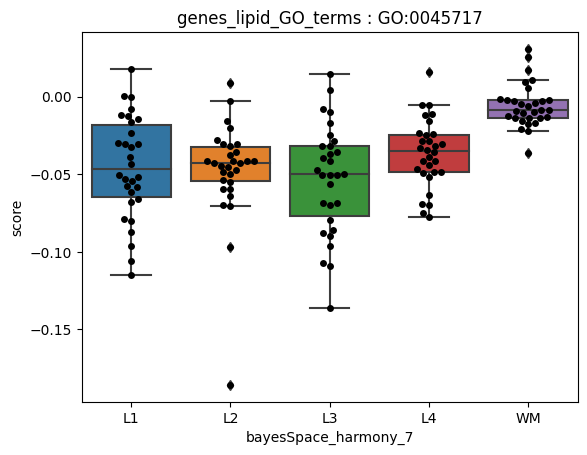 genes_lipid_GO_terms : GO:0045717
score
0.00
−0.05
−0.10
−0.15
L1 L2 L3 L4 WM
bayesSpace_harmony_7